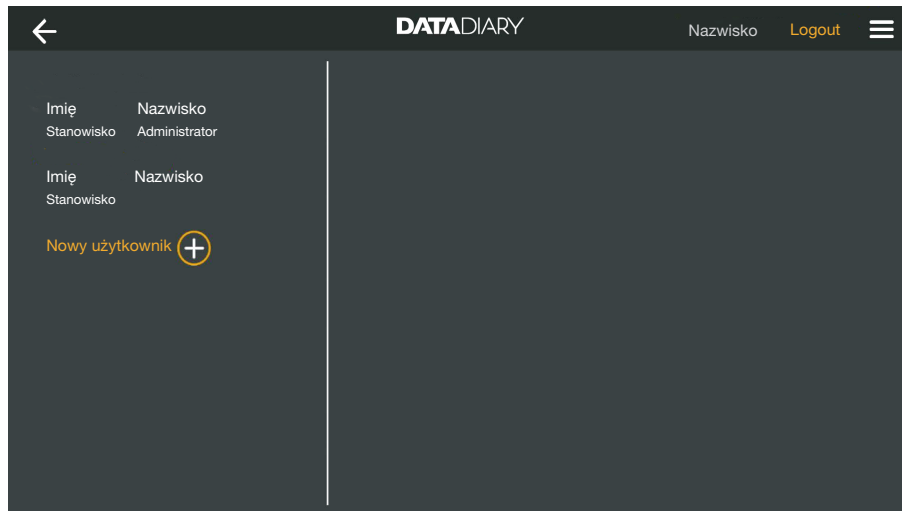 DATADIARY
Nazwisko Logout
Imię Nazwisko
Stanowisko Administrator
Imię Nazwisko
Stanowisko
Nowy użytkownik